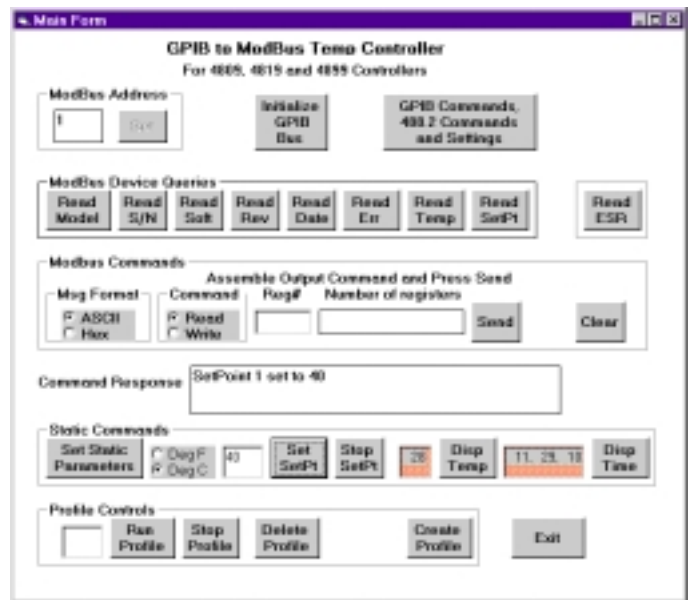 Main Form
GPIB to ModBus Temp Controller
For 4809, 4819 and 4899 Controllers
ModBus Address
1
Set
Initialize
GPIB
Bus
GPIB Commands,
488.2 Commands
and Settings
ModBus Device Queries
Read
Model
Read
S/N
Read
Soft
Read
Rev
Read
Date
Read
Err
Read
Temp
Read
SetPt
Read
ESR
Modbus Commands
Assemble Output Command and Press Send
Msg Format
ASCII
Hex
Command
Read
Write
Reg#
Number of registers
Send
Clear
Command Response
SetPoint 1 set to 40
Static Commands
Set Static
Parameters
Deg F
Deg C
40
Set
SetPt
Stop
SetPt
28
Disp
Temp
11, 29, 18
Disp
Time
Profile Controls
Run
Profile
Stop
Profile
Delete
Profile
Create
Profile
Exit